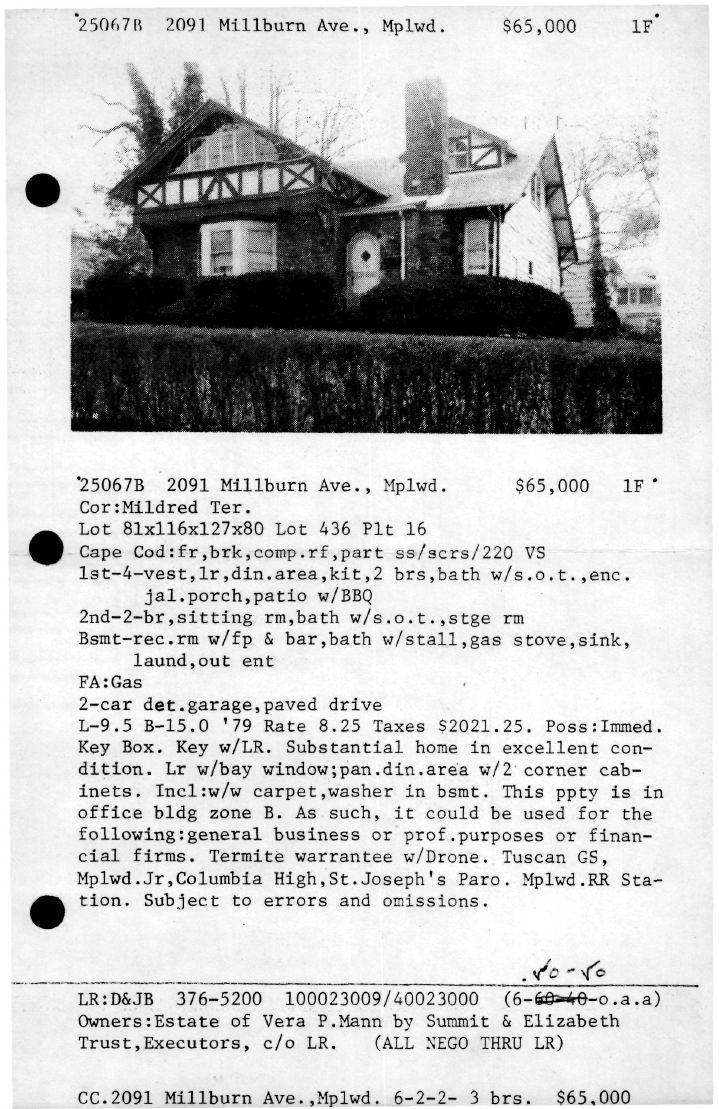 25067B 2091 Millburn Ave., Mplwd. $65,000 1F
25067B 2091 Millburn Ave., Mplwd. $65,000 1F
Cor:Mildred Ter.
Lot 81x116x127x80 Lot 436 Plt 16
Cape Cod:fr,brk,comp.rf,part ss/scrs/220 VS
1st-4-vest,lr,din.area,kit,2 brs,bath w/s.o.t.,enc.
jal.porch,patio w/BBQ
2nd-2-br,sitting rm,bath w/s.o.t.,stge rm
Bsmt-rec.rm w/fp & bar,bath w/stall,gas stove,sink,
laund,out ent
FA:Gas
2-car det.garage,paved drive
L-9.5 B-15.0 '79 Rate 8.25 Taxes $2021.25. Poss:Immed.
Key Box. Key w/LR. Substantial home in excellent con-
dition. Lr w/bay window;pan.din.area w/2 corner cab-
inets. Incl:w/w carpet,washer in bsmt. This ppty is in
office bldg zone B. As such, it could be used for the
following:general business or prof.purposes or finan-
cial firms. Termite warrantee w/Drone. Tuscan GS,
Mplwd.Jr,Columbia High,St.Joseph's Paro. Mplwd.RR Sta-
tion. Subject to errors and omissions.
50-50
LR:D&JB 376-5200 100023009/40023000 (6-60-40-o.a.a)
Owners:Estate of Vera P.Mann by Summit & Elizabeth
Trust,Executors, c/o LR. (ALL NEGO THRU LR)
CC.2091 Millburn Ave.,Mplwd. 6-2-2- 3 brs. $65,000